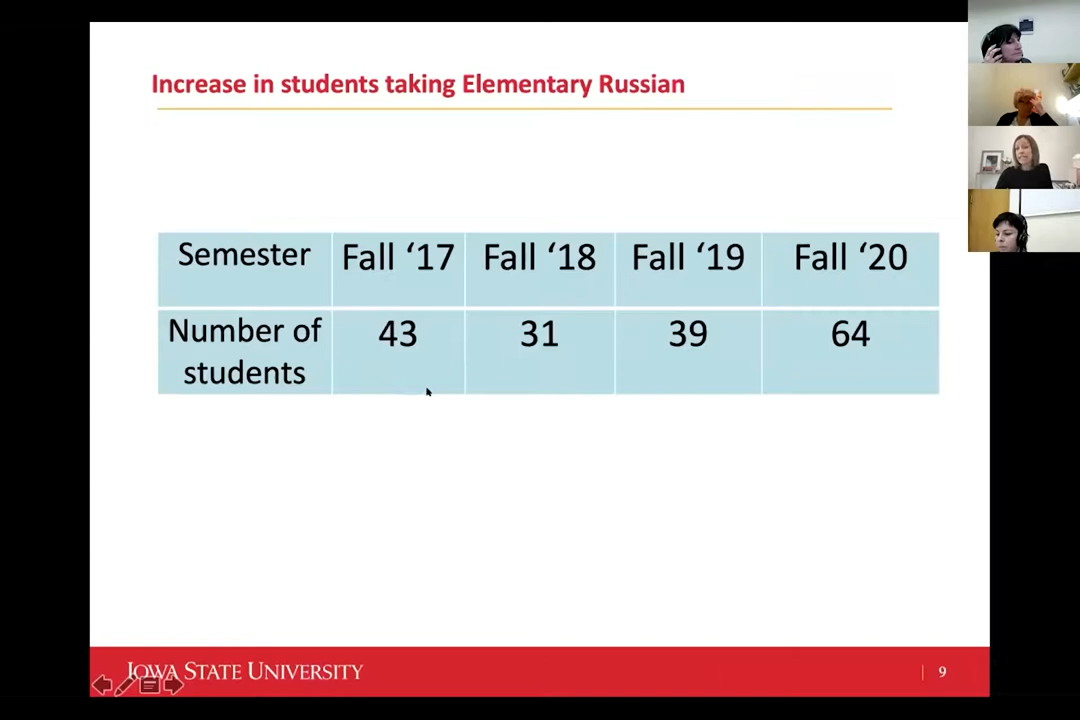 Increase in students taking Elementary Russian
Semester Fall ‘17 Fall ‘18 Fall ‘19 Fall ‘20
Number of students 43 31 39 64
IOWA STATE UNIVERSITY
9